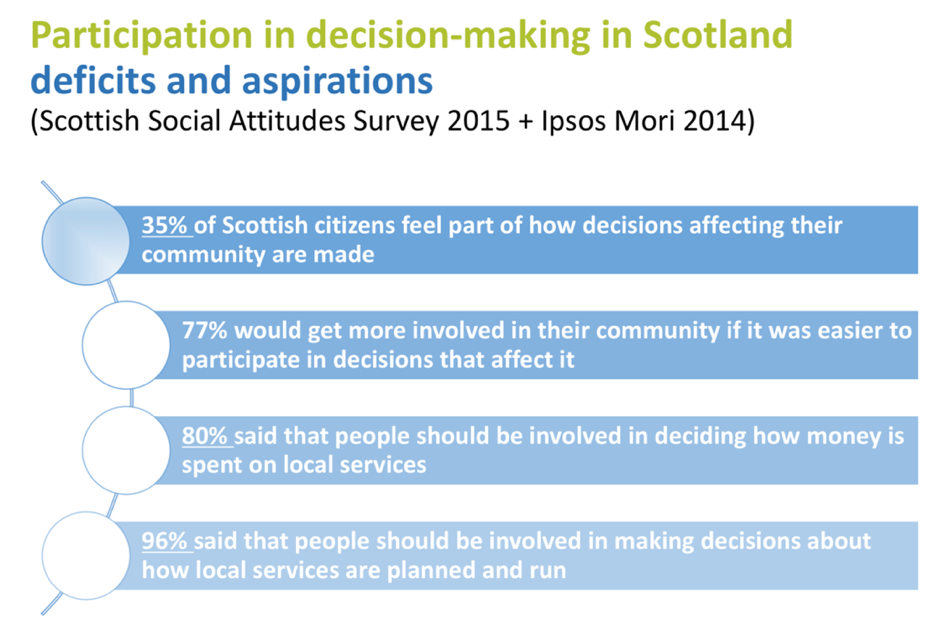 Participation in decision-making in Scotland
deficits and aspirations
(Scottish Social Attitudes Survey 2015 + Ipsos Mori 2014)
35% of Scottish citizens feel part of how decisions affecting their
community are made
77% would get more involved in their community if it was easier to
participate in decisions that affect it
80% said that people should be involved in deciding how money is
spent on local services
96% said that people should be involved in making decisions about
how local services are planned and run